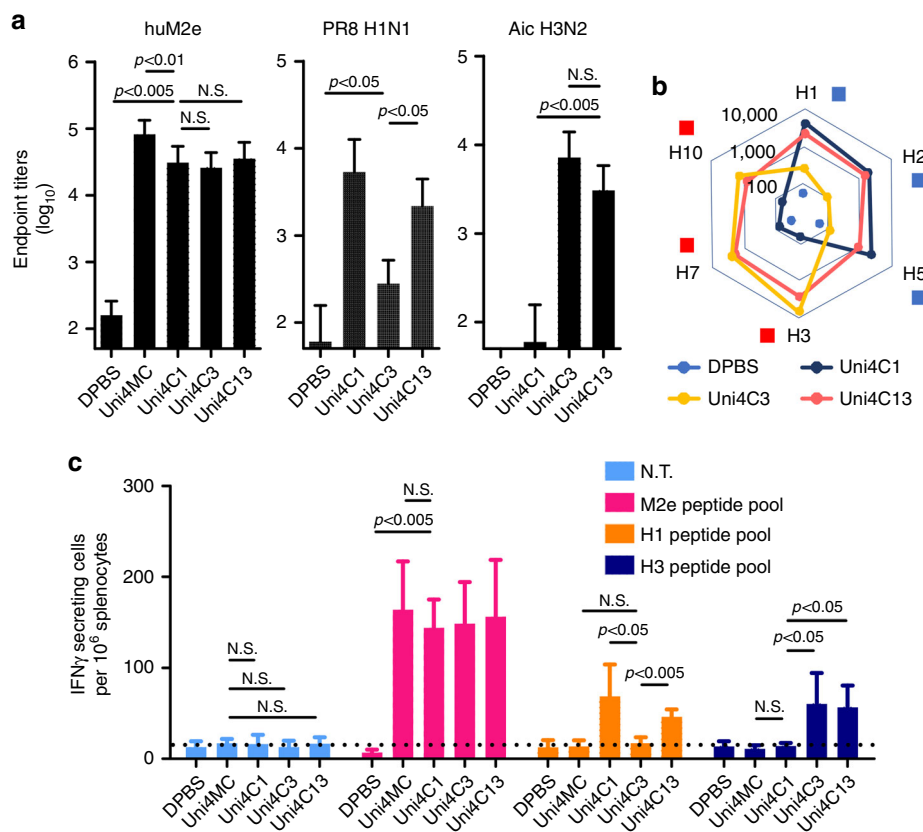 a
huM2e
PR8 H1N1
Aic H3N2
Endpoint titers
(log10)
6
5
4
3
2
p<0.01
p<0.005
N.S.
N.S.
DPBS
Uni4MC
Uni4C1
Uni4C3
Uni4C13
5
4
3
2
p<0.05
p<0.05
DPBS
Uni4C1
Uni4C3
Uni4C13
5
4
3
2
N.S.
p<0.005
DPBS
Uni4C1
Uni4C3
Uni4C13
b
H1
H2
H5
H3
H7
H10
10,000
1,000
100
DPBS
Uni4C1
Uni4C3
Uni4C13
c
IFNγ secreting cells
per 10⁶ splenocytes
300
200
100
0
N.T.
M2e peptide pool
H1 peptide pool
H3 peptide pool
N.S.
N.S.
N.S.
N.S.
p<0.005
N.S.
p<0.05
p<0.005
p<0.05
p<0.05
N.S.
DPBS
Uni4MC
Uni4C1
Uni4C3
Uni4C13
DPBS
Uni4MC
Uni4C1
Uni4C3
Uni4C13
DPBS
Uni4MC
Uni4C1
Uni4C3
Uni4C13
DPBS
Uni4MC
Uni4C1
Uni4C3
Uni4C13